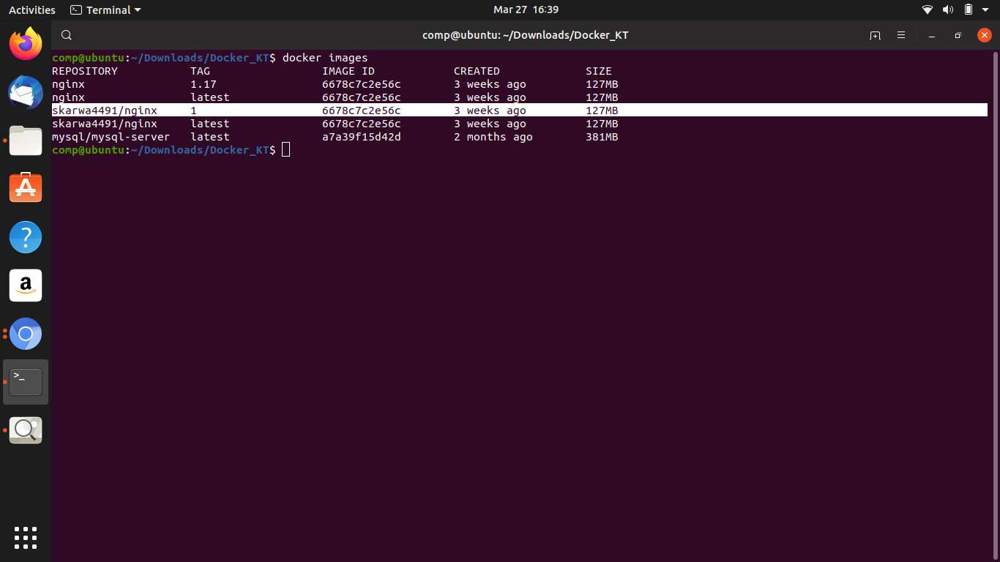 Activities Terminal Mar 27 16:39
comp@ubuntu: ~/Downloads/Docker_KT
comp@ubuntu:~/Downloads/Docker_KT$ docker images
REPOSITORY TAG IMAGE ID CREATED SIZE
nginx 1.17 6678c7c2e56c 3 weeks ago 127MB
nginx latest 6678c7c2e56c 3 weeks ago 127MB
skarwa4491/nginx 1 6678c7c2e56c 3 weeks ago 127MB
skarwa4491/nginx latest 6678c7c2e56c 3 weeks ago 127MB
mysql/mysql-server latest a7a39f15d42d 2 months ago 381MB
comp@ubuntu:~/Downloads/Docker_KT$
?
a
>_